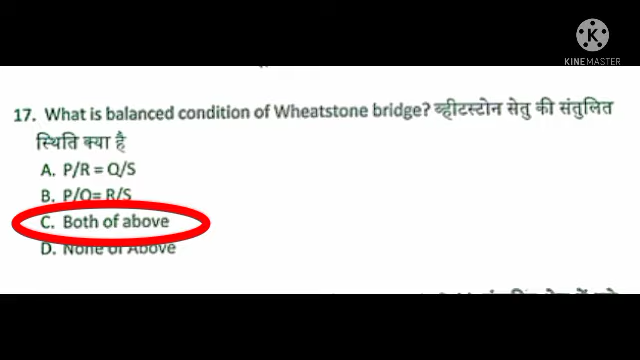 K
KINEMASTER
17. What is balanced condition of Wheatstone bridge? व्हीटस्टोन सेतु की संतुलित
स्थिति क्या है
A. P/R = Q/S
B. P/Q= R/S
C. Both of above
D. None of Above